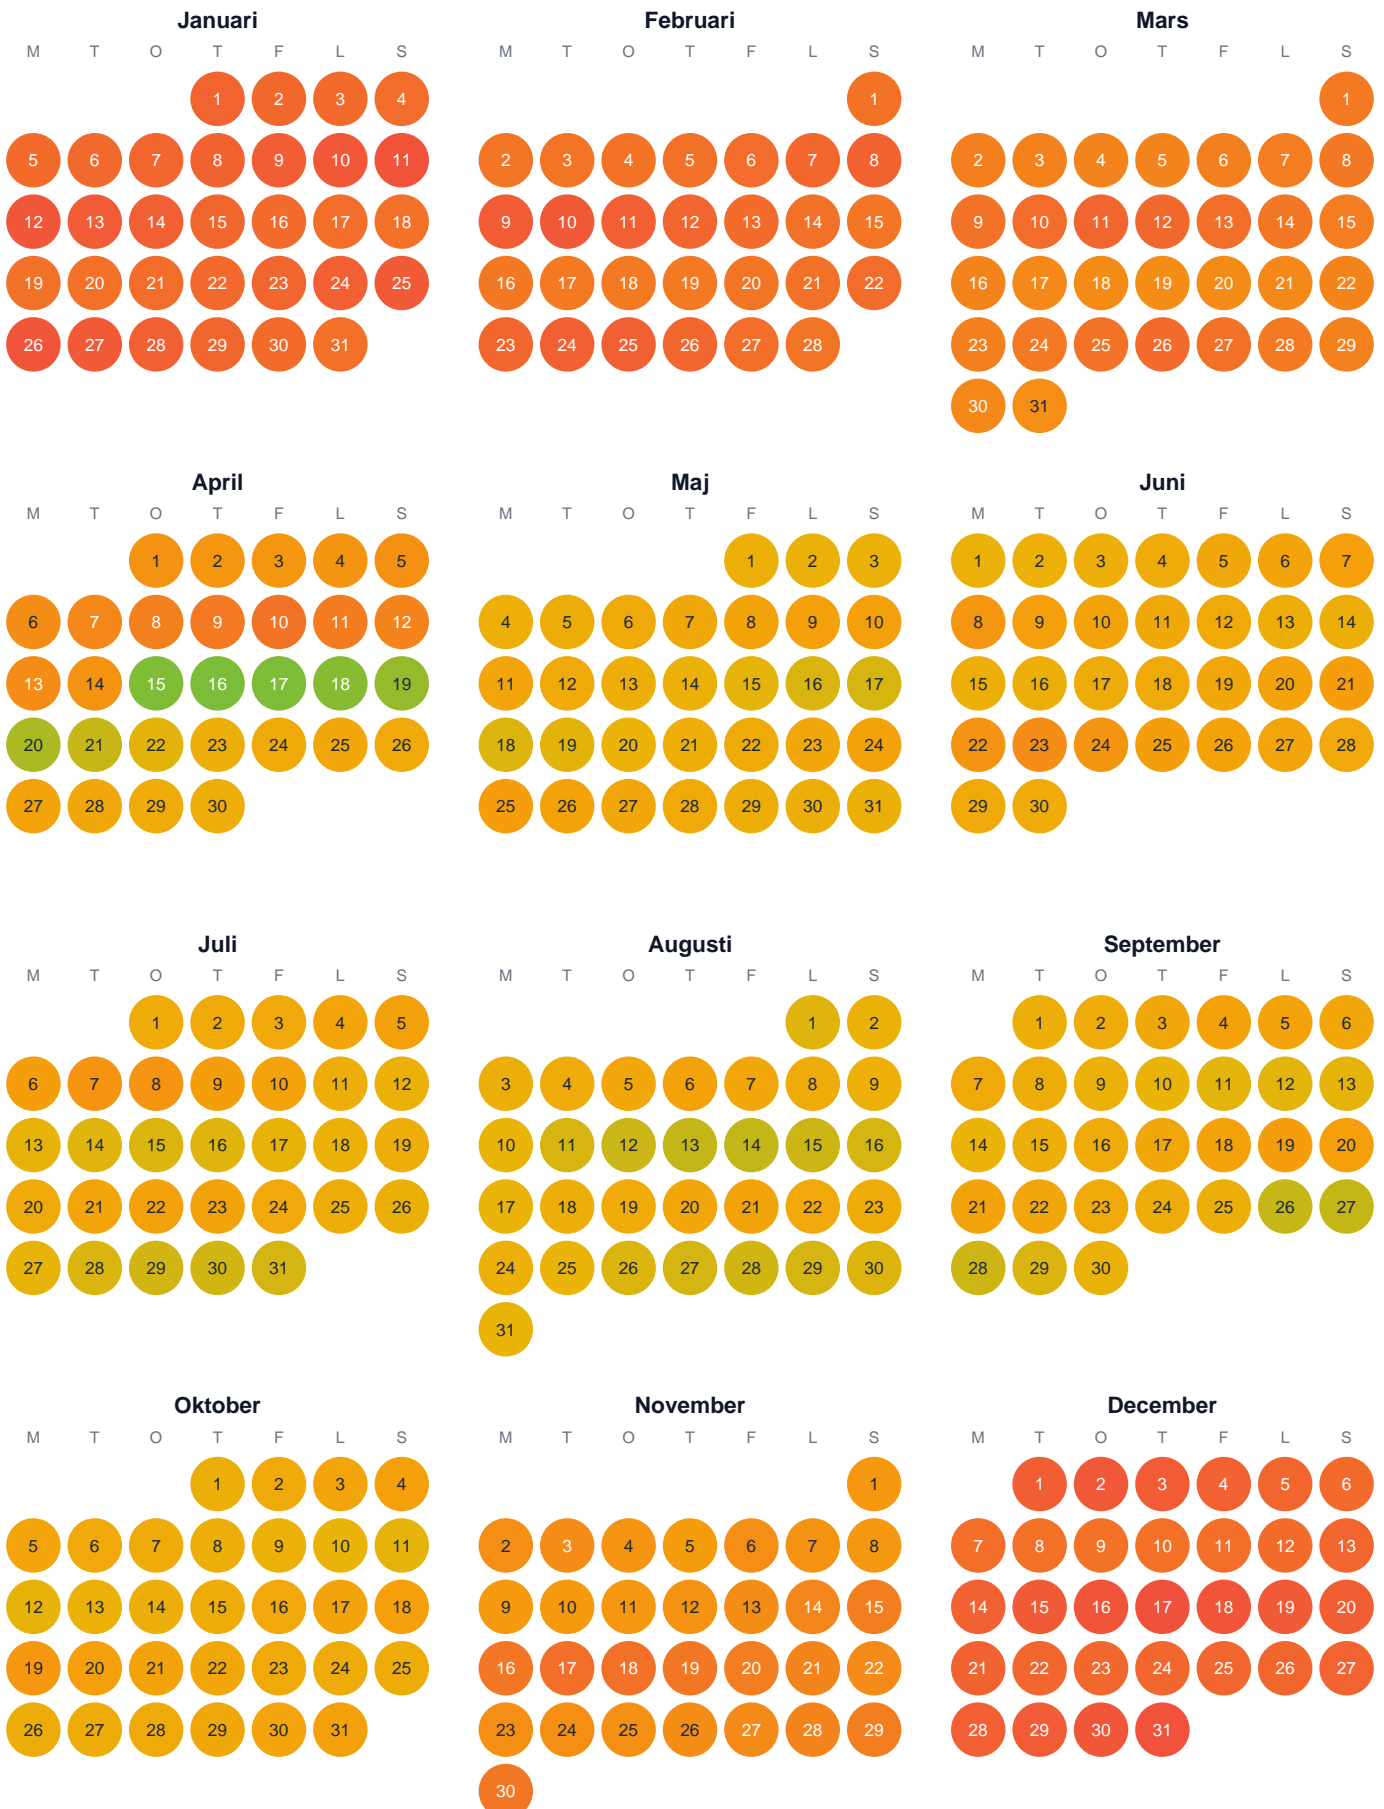 Januari Februari Mars
M T O T F L S M T O T F L S M T O T F L S
1 2 3 4 1 1
5 6 7 8 9 10 11 2 3 4 5 6 7 8 2 3 4 5 6 7 8
12 13 14 15 16 17 18 9 10 11 12 13 14 15 9 10 11 12 13 14 15
19 20 21 22 23 24 25 16 17 18 19 20 21 22 16 17 18 19 20 21 22
26 27 28 29 30 31 23 24 25 26 27 28 23 24 25 26 27 28 29
30 31
April Maj Juni
M T O T F L S M T O T F L S M T O T F L S
1 2 3 4 5 1 2 3 1 2 3 4 5 6 7
6 7 8 9 10 11 12 4 5 6 7 8 9 10 8 9 10 11 12 13 14
13 14 15 16 17 18 19 11 12 13 14 15 16 17 15 16 17 18 19 20 21
20 21 22 23 24 25 26 18 19 20 21 22 23 24 22 23 24 25 26 27 28
27 28 29 30 25 26 27 28 29 30 31 29 30
Juli Augusti September
M T O T F L S M T O T F L S M T O T F L S
1 2 3 4 5 1 2 1 2 3 4 5 6
6 7 8 9 10 11 12 3 4 5 6 7 8 9 7 8 9 10 11 12 13
13 14 15 16 17 18 19 10 11 12 13 14 15 16 14 15 16 17 18 19 20
20 21 22 23 24 25 26 17 18 19 20 21 22 23 21 22 23 24 25 26 27
27 28 29 30 31 24 25 26 27 28 29 30 28 29 30
31
Oktober November December
M T O T F L S M T O T F L S M T O T F L S
1 2 3 4 1 1 2 3 4 5 6
5 6 7 8 9 10 11 2 3 4 5 6 7 8 7 8 9 10 11 12 13
12 13 14 15 16 17 18 9 10 11 12 13 14 15 14 15 16 17 18 19 20
19 20 21 22 23 24 25 16 17 18 19 20 21 22 21 22 23 24 25 26 27
26 27 28 29 30 31 23 24 25 26 27 28 29 28 29 30 31
30